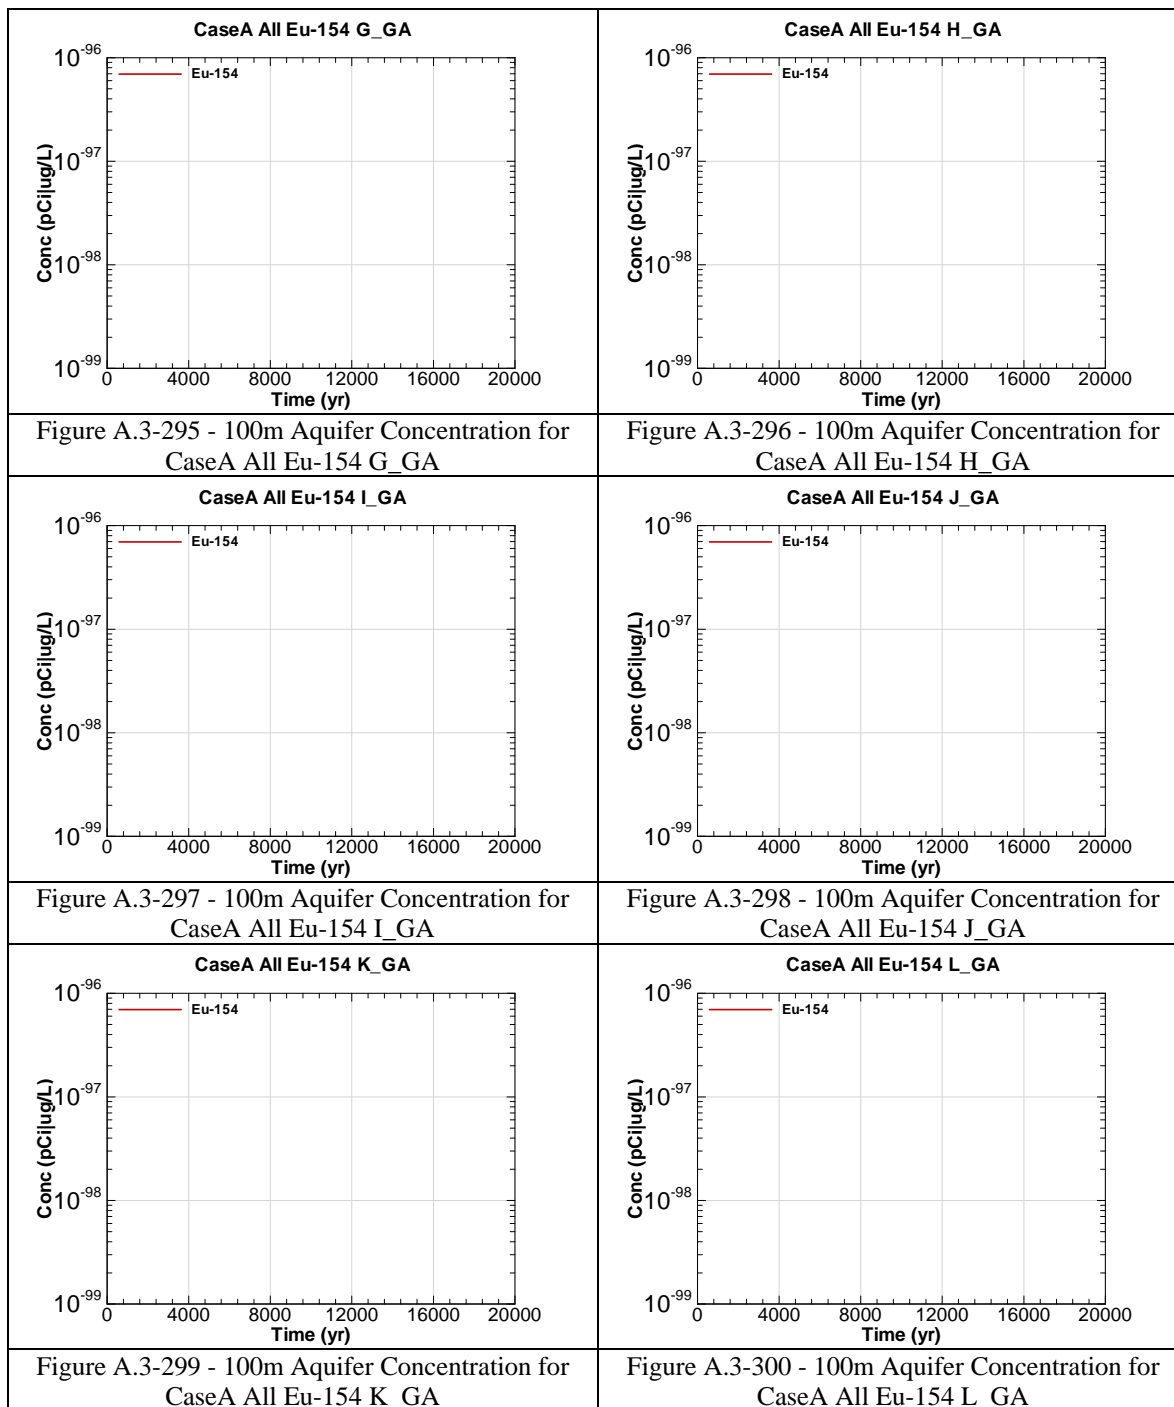 CaseA All Eu-154 G_GA
10-96
Eu-154
10-97
Conc (pCi|ug/L)
10-98
10-99
0 4000 8000 12000 16000 20000
Time (yr)
Figure A.3-295 - 100m Aquifer Concentration for
CaseA All Eu-154 G_GA
CaseA All Eu-154 H_GA
10-96
Eu-154
10-97
Conc (pCi|ug/L)
10-98
10-99
0 4000 8000 12000 16000 20000
Time (yr)
Figure A.3-296 - 100m Aquifer Concentration for
CaseA All Eu-154 H_GA
CaseA All Eu-154 I_GA
10-96
Eu-154
10-97
Conc (pCi|ug/L)
10-98
10-99
0 4000 8000 12000 16000 20000
Time (yr)
Figure A.3-297 - 100m Aquifer Concentration for
CaseA All Eu-154 I_GA
CaseA All Eu-154 J_GA
10-96
Eu-154
10-97
Conc (pCi|ug/L)
10-98
10-99
0 4000 8000 12000 16000 20000
Time (yr)
Figure A.3-298 - 100m Aquifer Concentration for
CaseA All Eu-154 J_GA
CaseA All Eu-154 K_GA
10-96
Eu-154
10-97
Conc (pCi|ug/L)
10-98
10-99
0 4000 8000 12000 16000 20000
Time (yr)
Figure A.3-299 - 100m Aquifer Concentration for
CaseA All Eu-154 K_GA
CaseA All Eu-154 L_GA
10-96
Eu-154
10-97
Conc (pCi|ug/L)
10-98
10-99
0 4000 8000 12000 16000 20000
Time (yr)
Figure A.3-300 - 100m Aquifer Concentration for
CaseA All Eu-154 L_GA